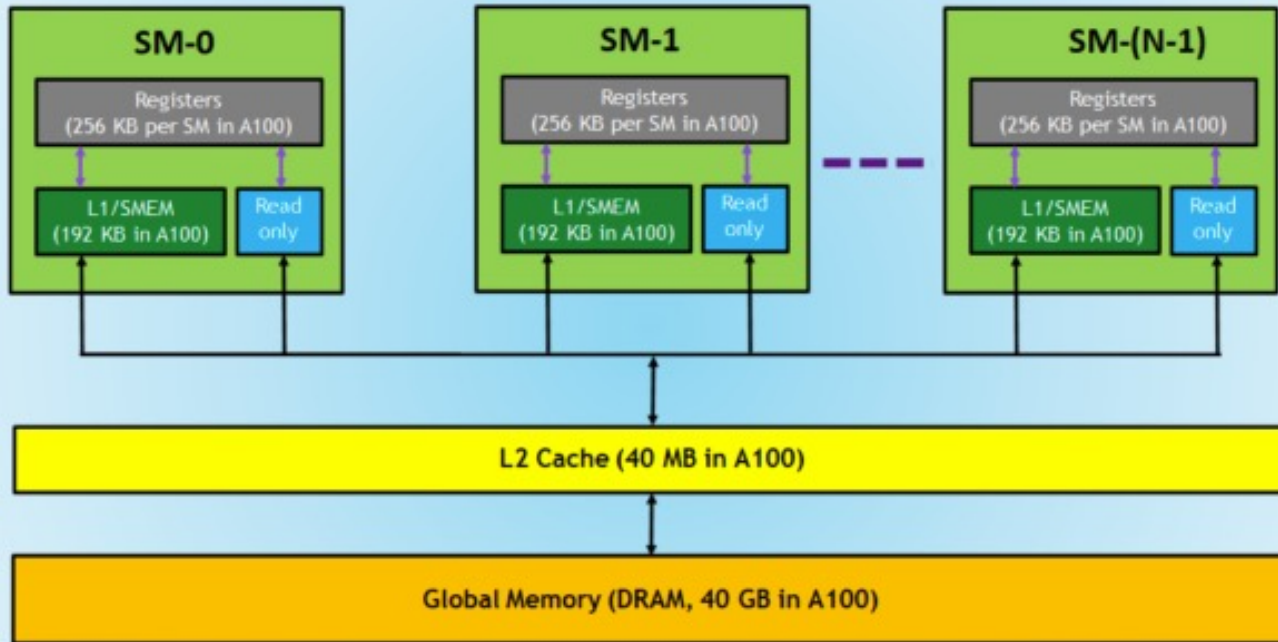 SM-0
Registers
(256 KB per SM in A100)
L1/SMEM
(192 KB in A100)
Read
only
SM-1
Registers
(256 KB per SM in A100)
L1/SMEM
(192 KB in A100)
Read
only
SM-(N-1)
Registers
(256 KB per SM in A100)
L1/SMEM
(192 KB in A100)
Read
only
L2 Cache (40 MB in A100)
Global Memory (DRAM, 40 GB in A100)